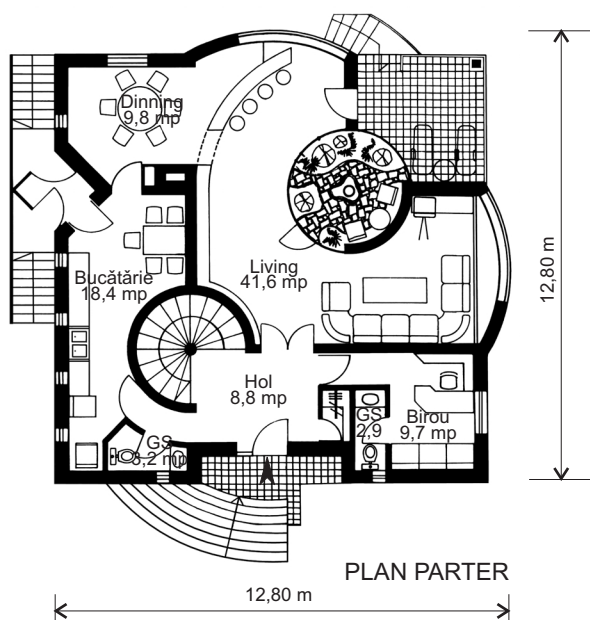 Dinning
9,8 mp
Bucătărie
18,4 mp
Living
41,6 mp
12,80 m
Hol
8,8 mp
GS
2,9
Birou
9,7 mp
GS
3,2 mp
PLAN PARTER
12,80 m